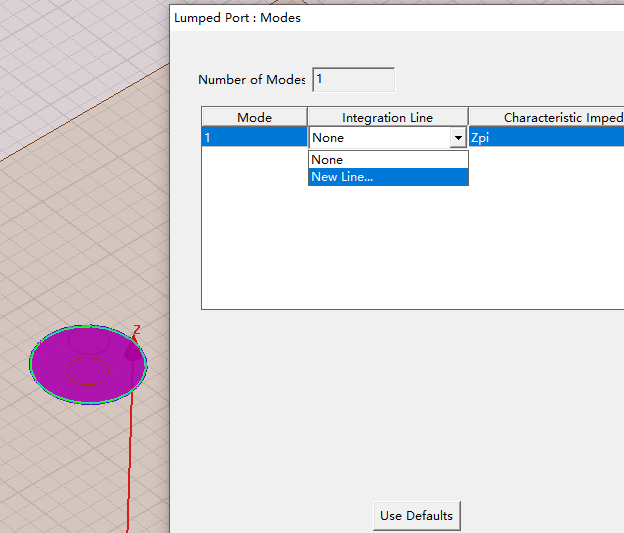 Lumped Port : Modes
Number of Modes 1
Mode Integration Line Characteristic Imped
1 None Zpi
None
New Line...
Z
Use Defaults